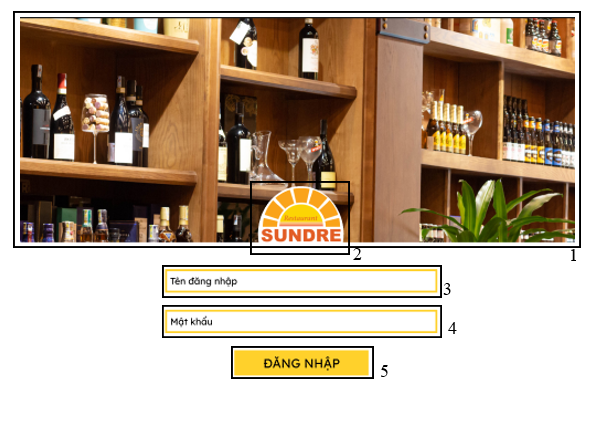 Restaurant
SUNDRE
2
1
Tên đăng nhập
3
Mật khẩu
4
ĐĂNG NHẬP
5